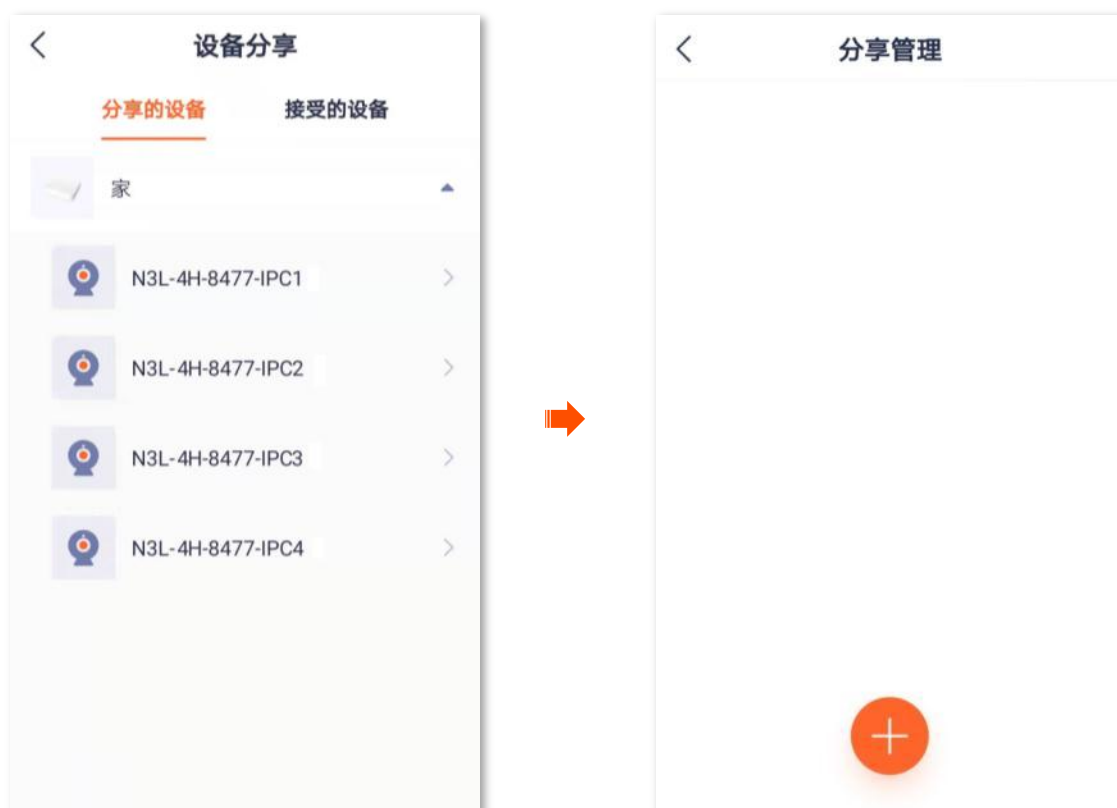 设备分享
分享的设备 接受的设备
家
N3L-4H-8477-IPC1
N3L-4H-8477-IPC2
N3L-4H-8477-IPC3
N3L-4H-8477-IPC4
分享管理